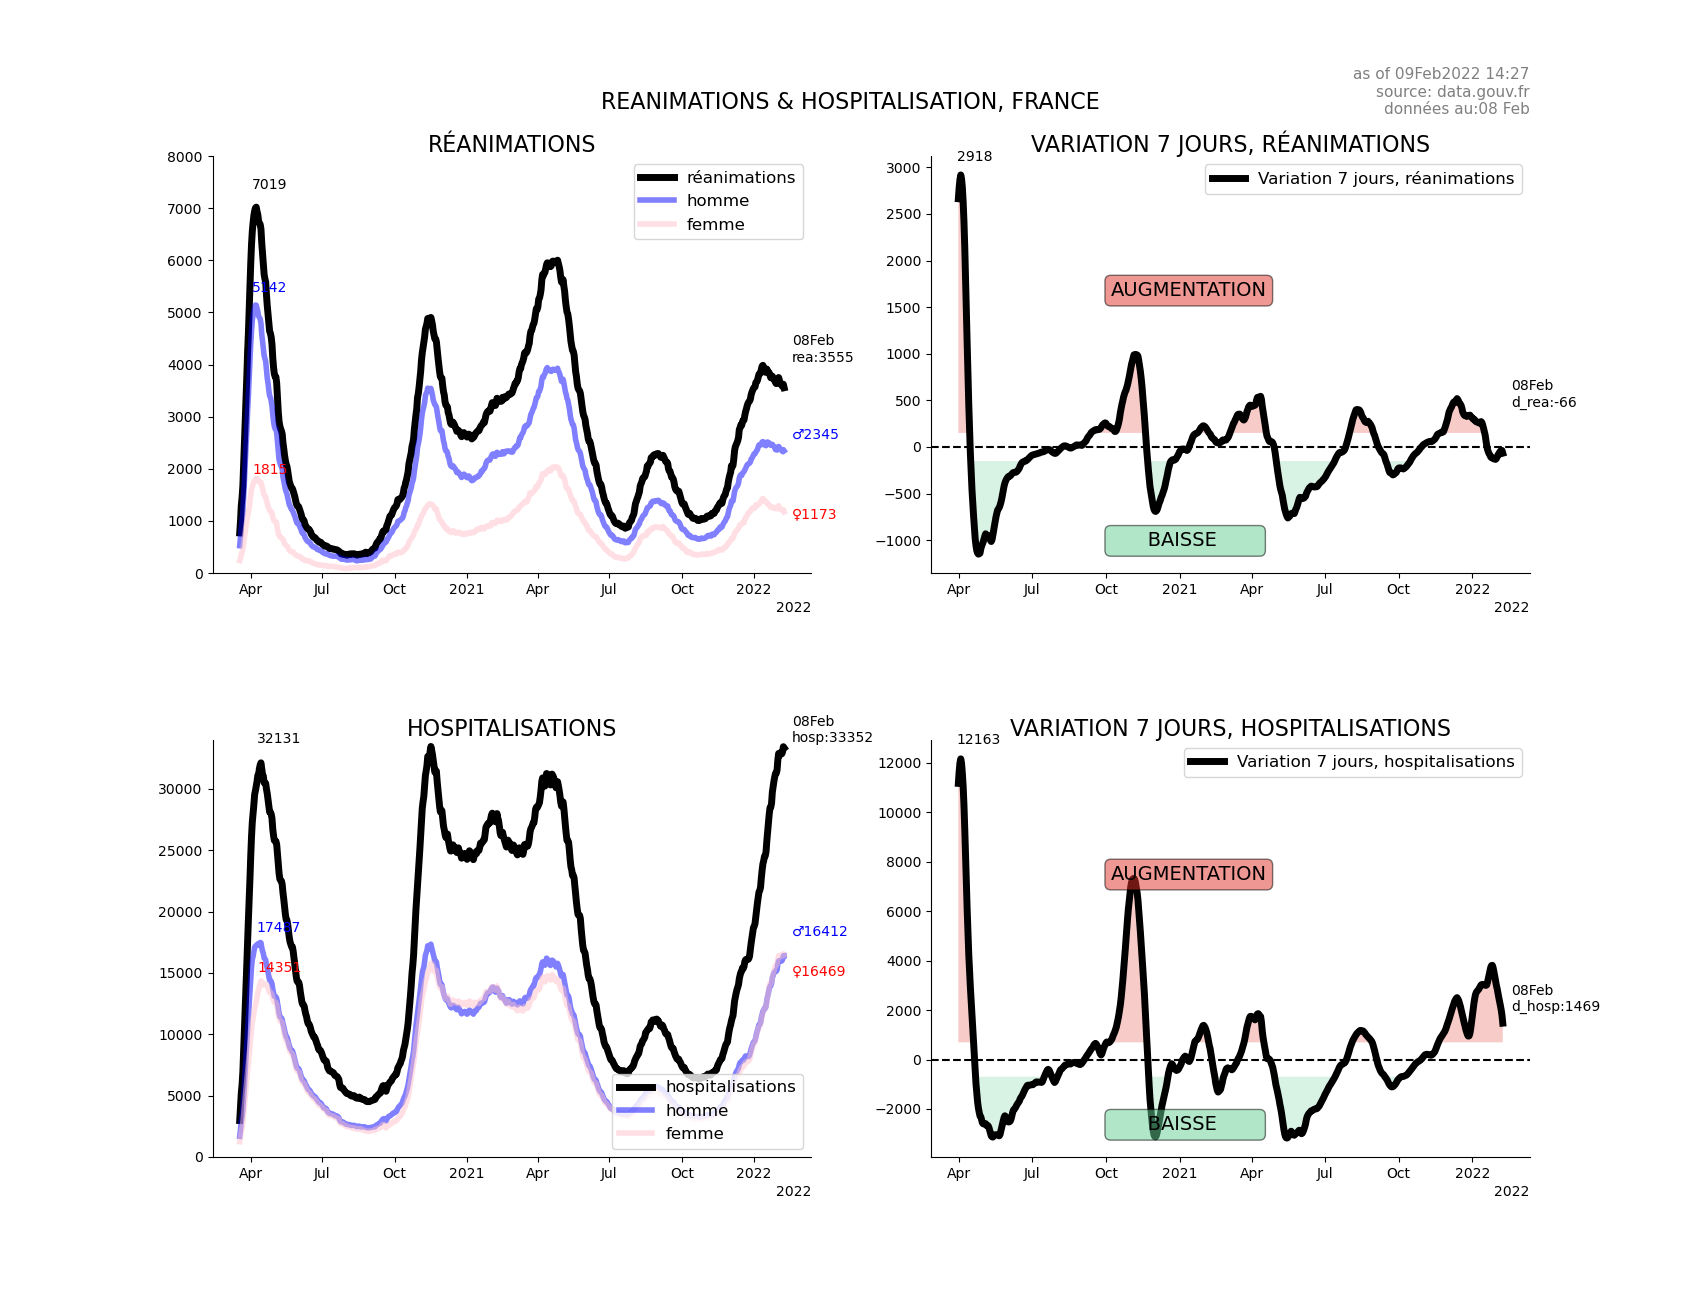 as of 09Feb2022 14:27
source: data.gouv.fr
données au:08 Feb
REANIMATIONS & HOSPITALISATION, FRANCE
RÉANIMATIONS
8000
7000
6000
5000
4000
3000
2000
1000
0
7019
5142
1815
réanimations
homme
femme
08Feb
rea:3555
♂2345
♀1173
Apr Jul Oct 2021 Apr Jul Oct 2022
2022
VARIATION 7 JOURS, RÉANIMATIONS
3000
2500
2000
1500
1000
500
0
−500
−1000
2918
Variation 7 jours, réanimations
AUGMENTATION
BAISSE
08Feb
d_rea:-66
Apr Jul Oct 2021 Apr Jul Oct 2022
2022
HOSPITALISATIONS
30000
25000
20000
15000
10000
5000
0
32131
17487
14351
08Feb
hosp:33352
♂16412
♀16469
hospitalisations
homme
femme
Apr Jul Oct 2021 Apr Jul Oct 2022
2022
VARIATION 7 JOURS, HOSPITALISATIONS
12000
10000
8000
6000
4000
2000
0
−2000
12163
Variation 7 jours, hospitalisations
AUGMENTATION
BAISSE
08Feb
d_hosp:1469
Apr Jul Oct 2021 Apr Jul Oct 2022
2022